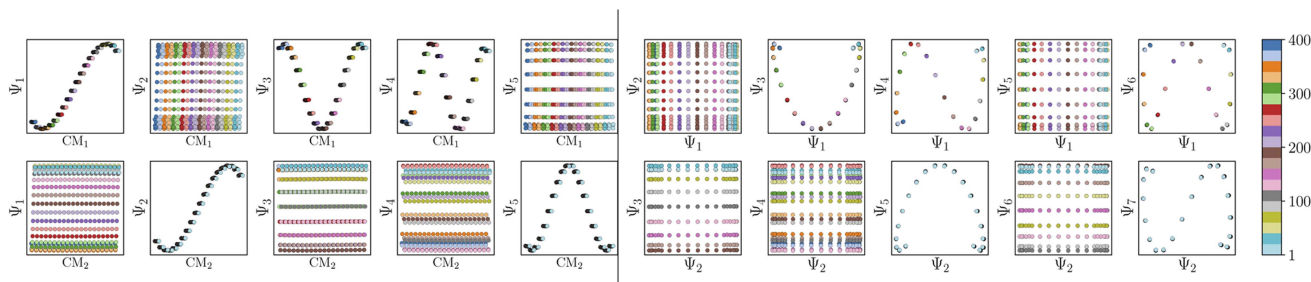 Ψ₁ CM₁
Ψ₂ CM₁
Ψ₃ CM₁
Ψ₄ CM₁
Ψ₅ CM₁
Ψ₂ Ψ₁
Ψ₃ Ψ₁
Ψ₄ Ψ₁
Ψ₅ Ψ₁
Ψ₆ Ψ₁
Ψ₁ CM₂
Ψ₂ CM₂
Ψ₃ CM₂
Ψ₄ CM₂
Ψ₅ CM₂
Ψ₃ Ψ₂
Ψ₄ Ψ₂
Ψ₅ Ψ₂
Ψ₆ Ψ₂
Ψ₇ Ψ₂
400
300
200
100
1